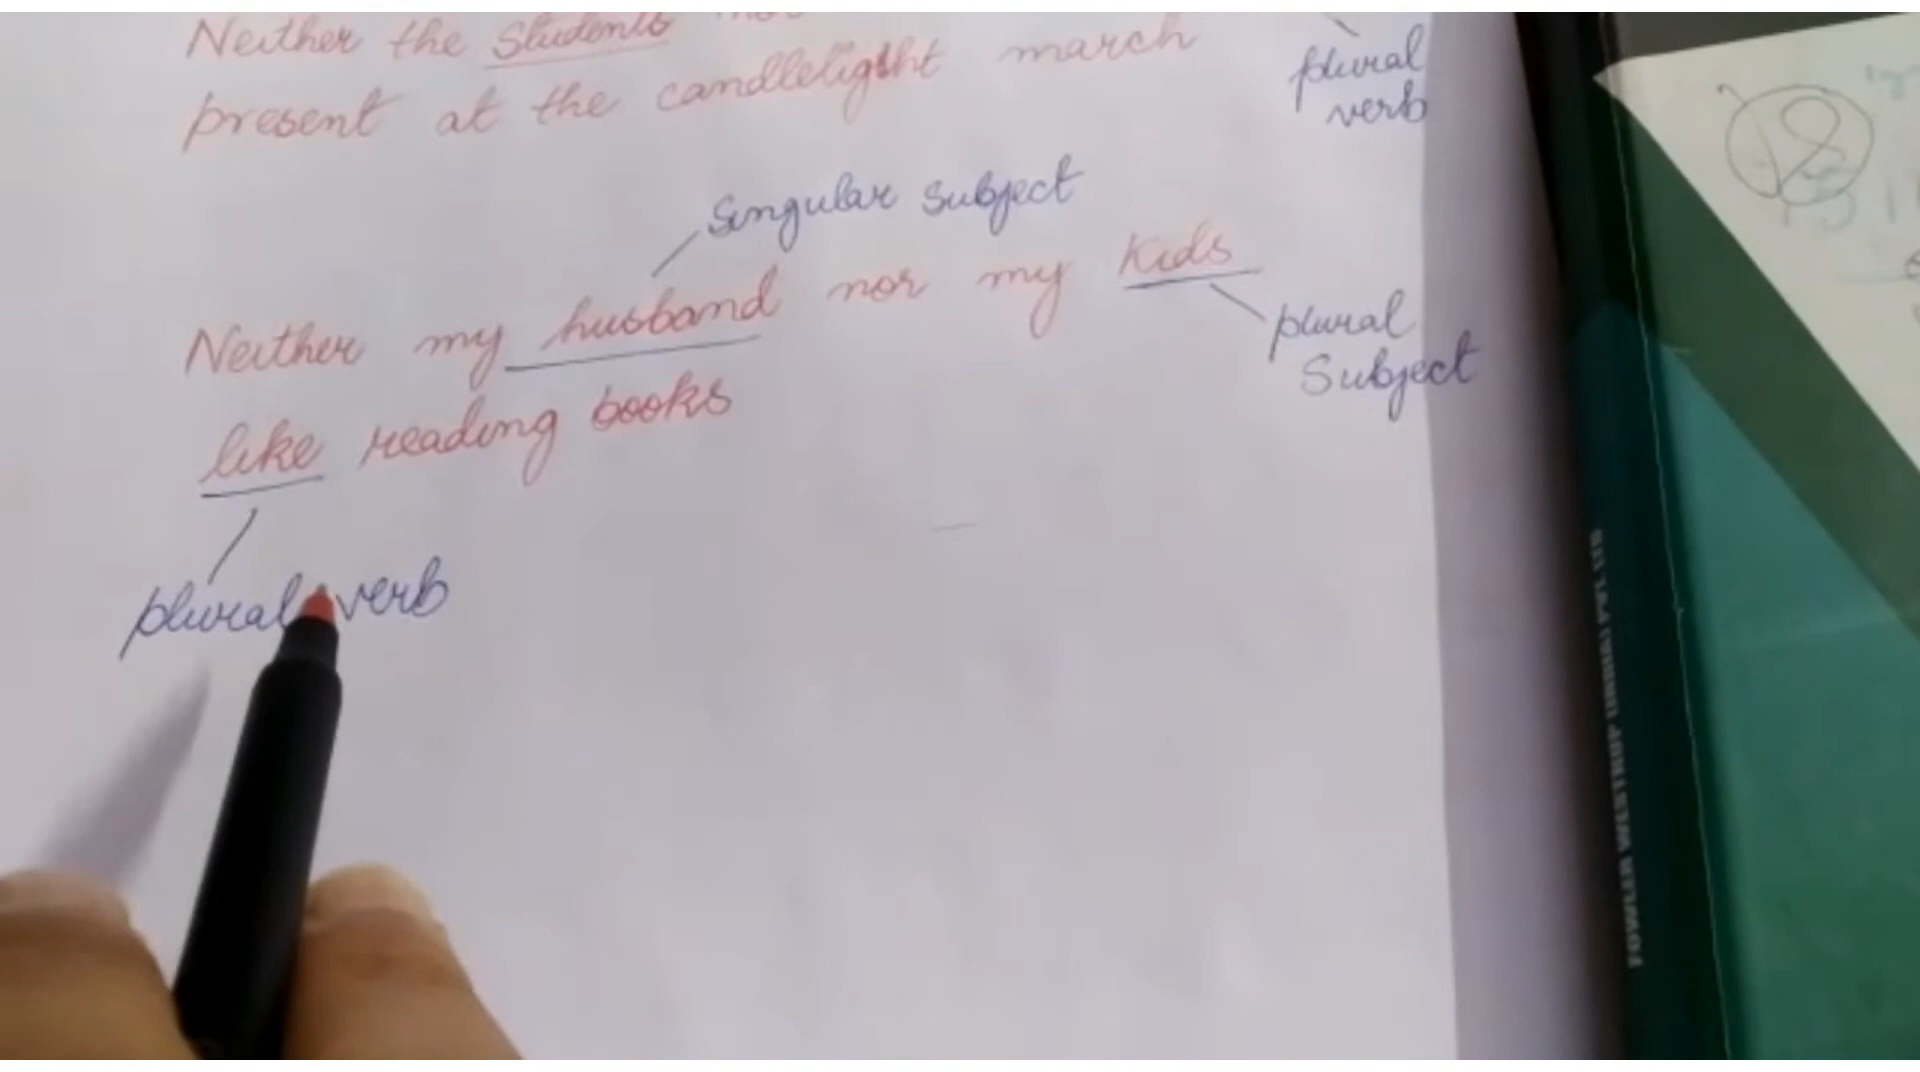 Neither the students
present at the candlelight march
plural
verb
singular subject
Neither my husband nor my kids
plural
subject
like reading books
plural verb